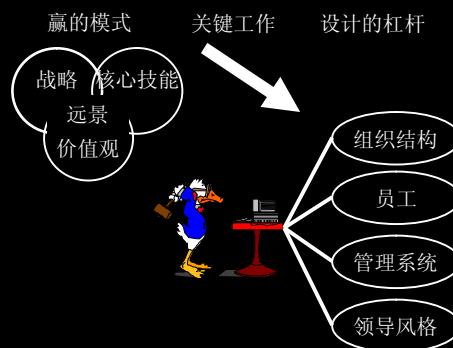 赢的模式 关键工作 设计的杠杆
战略 核心技能
远景
价值观
组织结构
员工
管理系统
领导风格